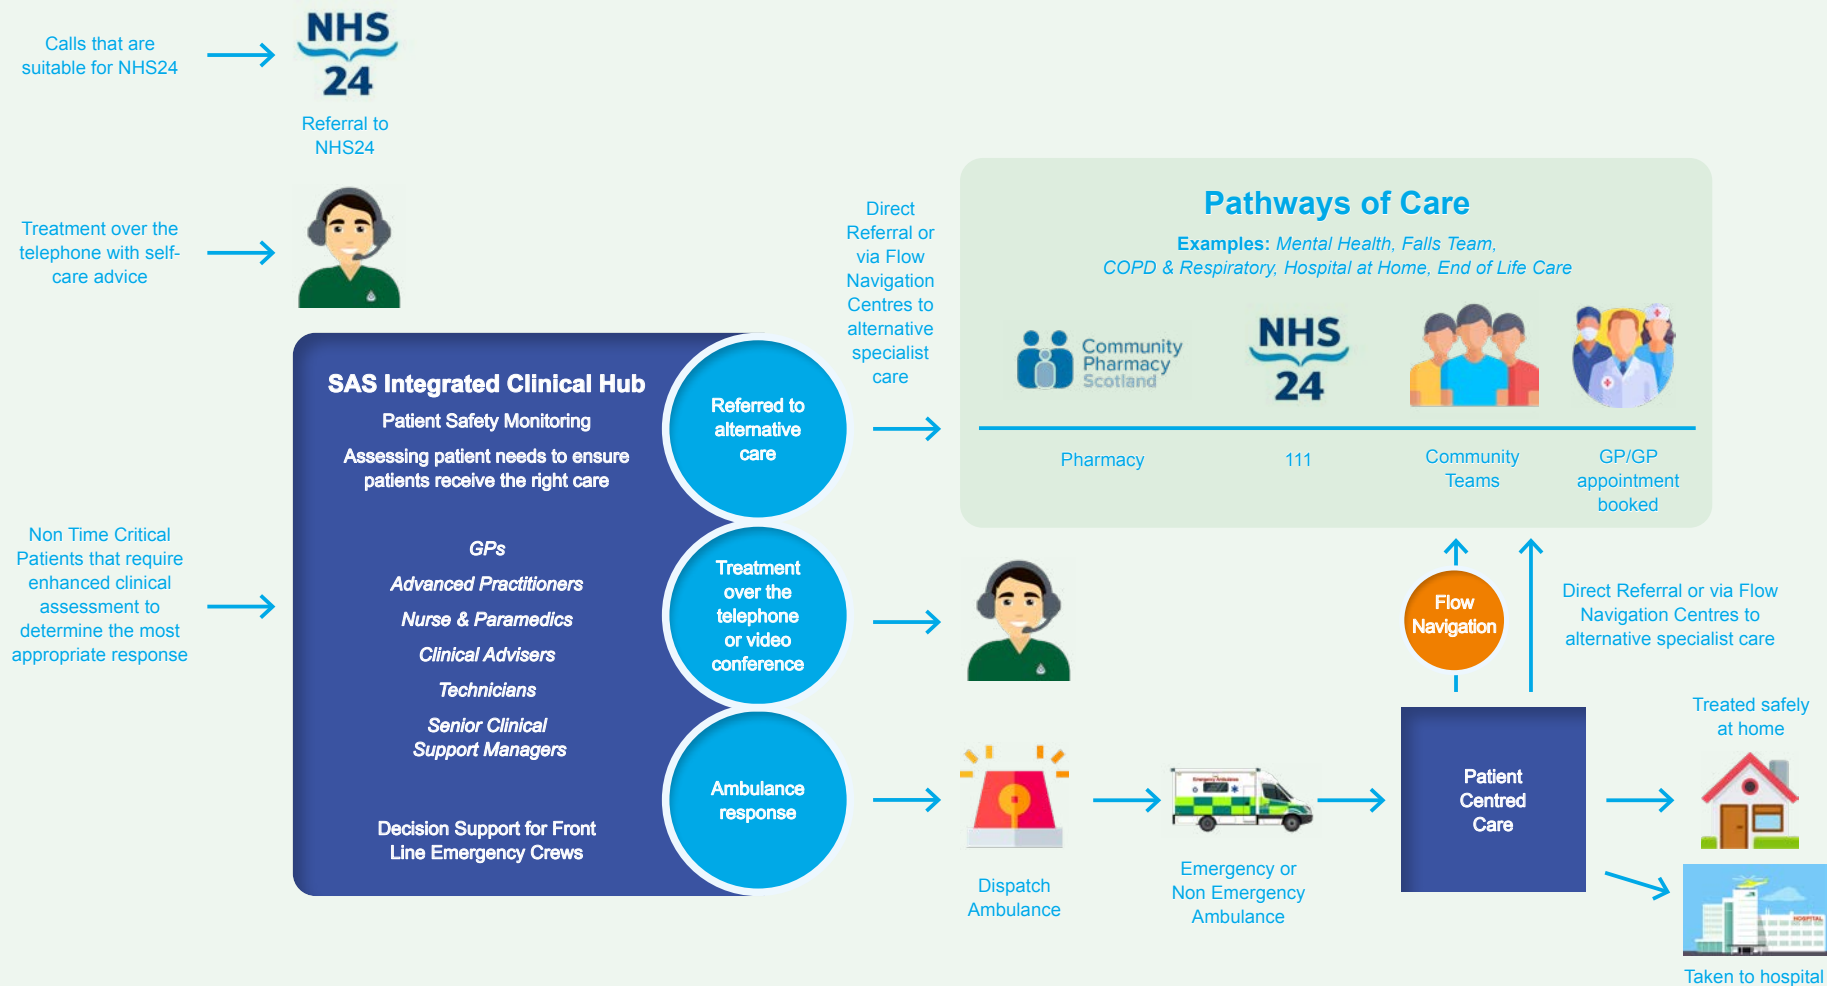 Calls that are
suitable for NHS24
NHS
24
Referral to
NHS24
Treatment over the
telephone with self-
care advice
Non Time Critical
Patients that require
enhanced clinical
assessment to
determine the most
appropriate response
SAS Integrated Clinical Hub
Patient Safety Monitoring
Assessing patient needs to ensure
patients receive the right care
GPs
Advanced Practitioners
Nurse & Paramedics
Clinical Advisers
Technicians
Senior Clinical
Support Managers
Decision Support for Front
Line Emergency Crews
Referred to
alternative
care
Treatment
over the
telephone
or video
conference
Ambulance
response
Direct
Referral or
via Flow
Navigation
Centres to
alternative
specialist
care
Pathways of Care
Examples: Mental Health, Falls Team,
COPD & Respiratory, Hospital at Home, End of Life Care
Community
Pharmacy
Scotland
NHS
24
Pharmacy
111
Community
Teams
GP/GP
appointment
booked
Flow
Navigation
Direct Referral or via Flow
Navigation Centres to
alternative specialist care
Dispatch
Ambulance
Emergency Ambulance
Emergency or
Non Emergency
Ambulance
Patient
Centred
Care
Treated safely
at home
HOSPITAL
Taken to hospital